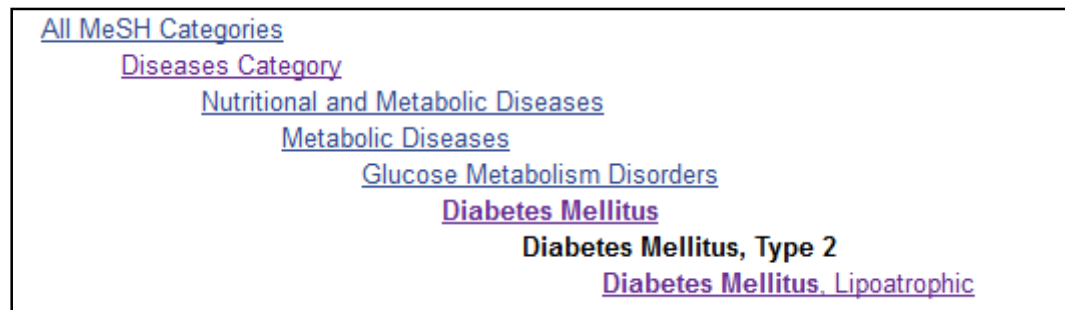 All MeSH Categories
Diseases Category
Nutritional and Metabolic Diseases
Metabolic Diseases
Glucose Metabolism Disorders
Diabetes Mellitus
Diabetes Mellitus, Type 2
Diabetes Mellitus, Lipoatrophic